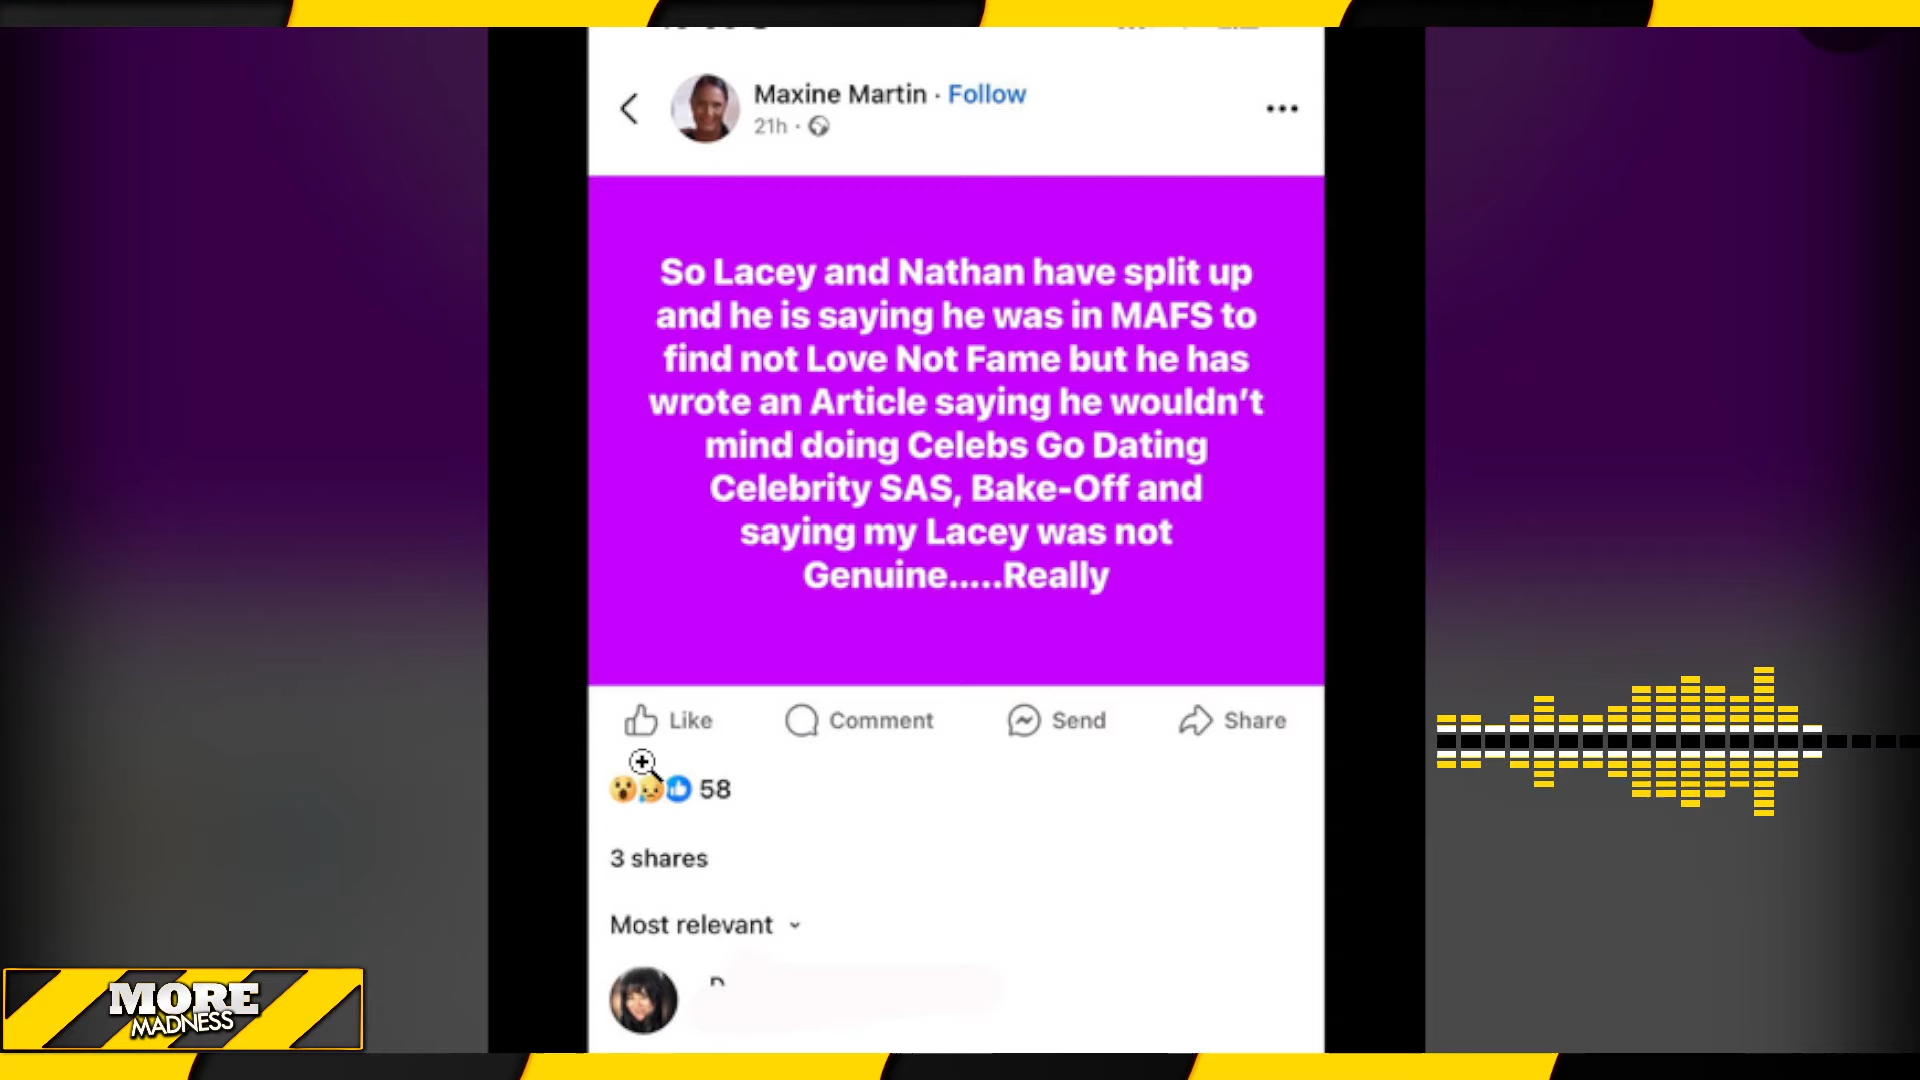 Maxine Martin · Follow
21h ·
So Lacey and Nathan have split up
and he is saying he was in MAFS to
find not Love Not Fame but he has
wrote an Article saying he wouldn’t
mind doing Celebs Go Dating
Celebrity SAS, Bake-Off and
saying my Lacey was not
Genuine.....Really
Like Comment Send Share
58
3 shares
Most relevant
MORE
MADNESS